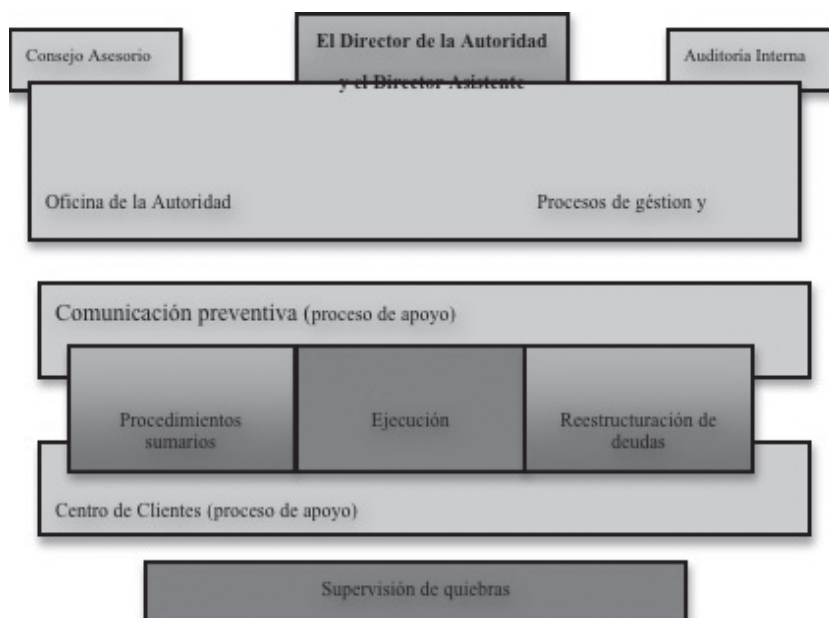 Consejo Asesorio
El Director de la Autoridad
y el Director Asistente
Auditoria Interna
Oficina de la Autoridad
Procesos de géstion y
Comunicación preventiva (proceso de apoyo)
Procedimientos
sumarios
Ejecución
Reestructuración de
deudas
Centro de Clientes (proceso de apoyo)
Supervisión de quiebras